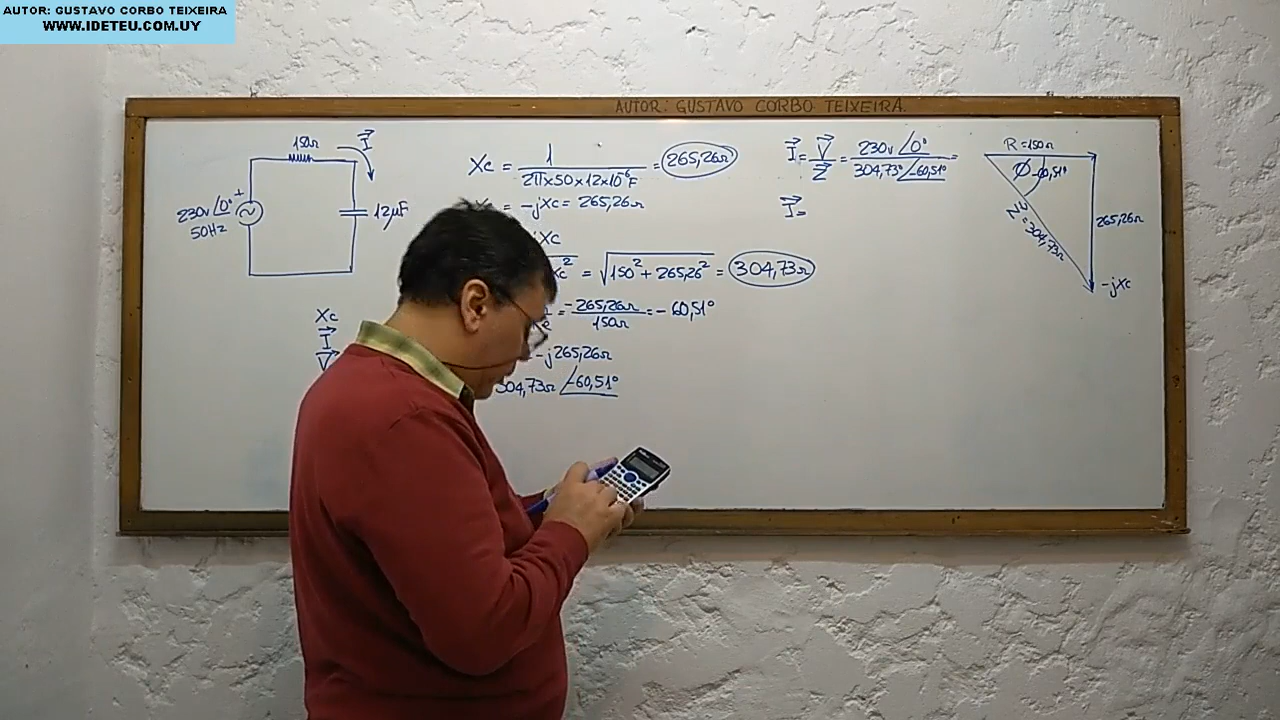 AUTOR: GUSTAVO CORBO TEIXEIRA
WWW.IDETEU.COM.UY
AUTOR: GUSTAVO CORBO TEIXEIRA.
150Ω
I
+
230V ∠0°
50Hz
12μF
Xc
I
V
Xc = 1 / 2π×50×12×10⁻⁶F = 265,26Ω
= -jXc = 265,26Ω
jXc
Xc² = √150² + 265,26² = 304,73Ω
= -265,26Ω / 150Ω = -60,51°
- j265,26Ω
304,73Ω ∠-60,51°
I = V / Z = 230V ∠0° / 304,73° ∠-60,51° =
I =
R = 150Ω
Ø -60,51°
= 304,73Ω
265,26Ω
-jXc